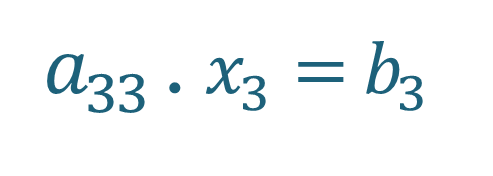 a₃₃ . x₃ = b₃